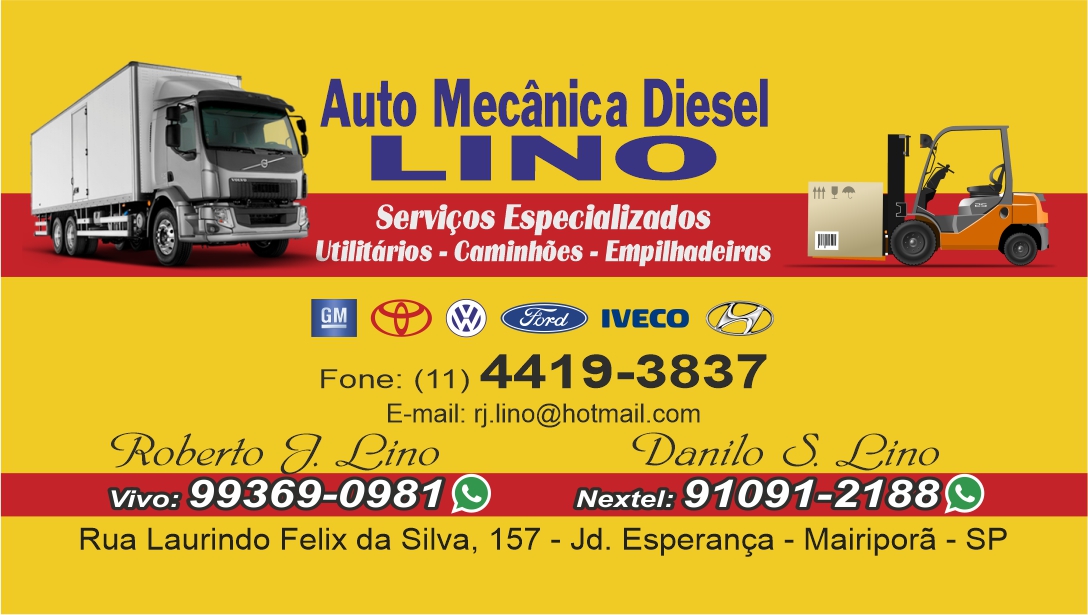 Auto Mecânica Diesel
LINO
Serviços Especializados
Utilitários - Caminhões - Empilhadeiras
GM
Ford
IVECO
Fone: (11) 4419-3837
E-mail: rj.lino@hotmail.com
Roberto J. Lino
Danilo S. Lino
Vivo: 99369-0981
Nextel: 91091-2188
Rua Laurindo Felix da Silva, 157 - Jd. Esperança - Mairiporã - SP
VOLVO
25